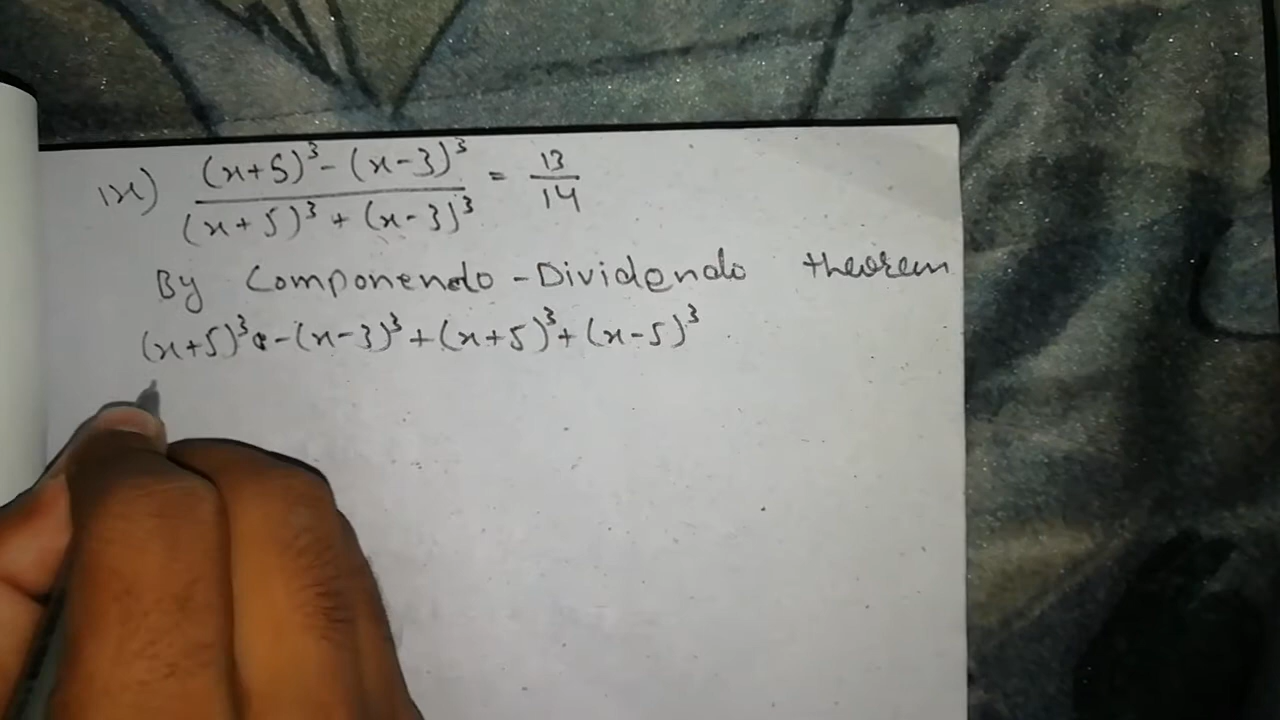 ix) (x+5)³-(x-3)³ / (x+5)³+(x-3)³ = 13/14
By Componendo-Dividendo theorem
(x+5)³-(x-3)³+(x+5)³+(x-5)³